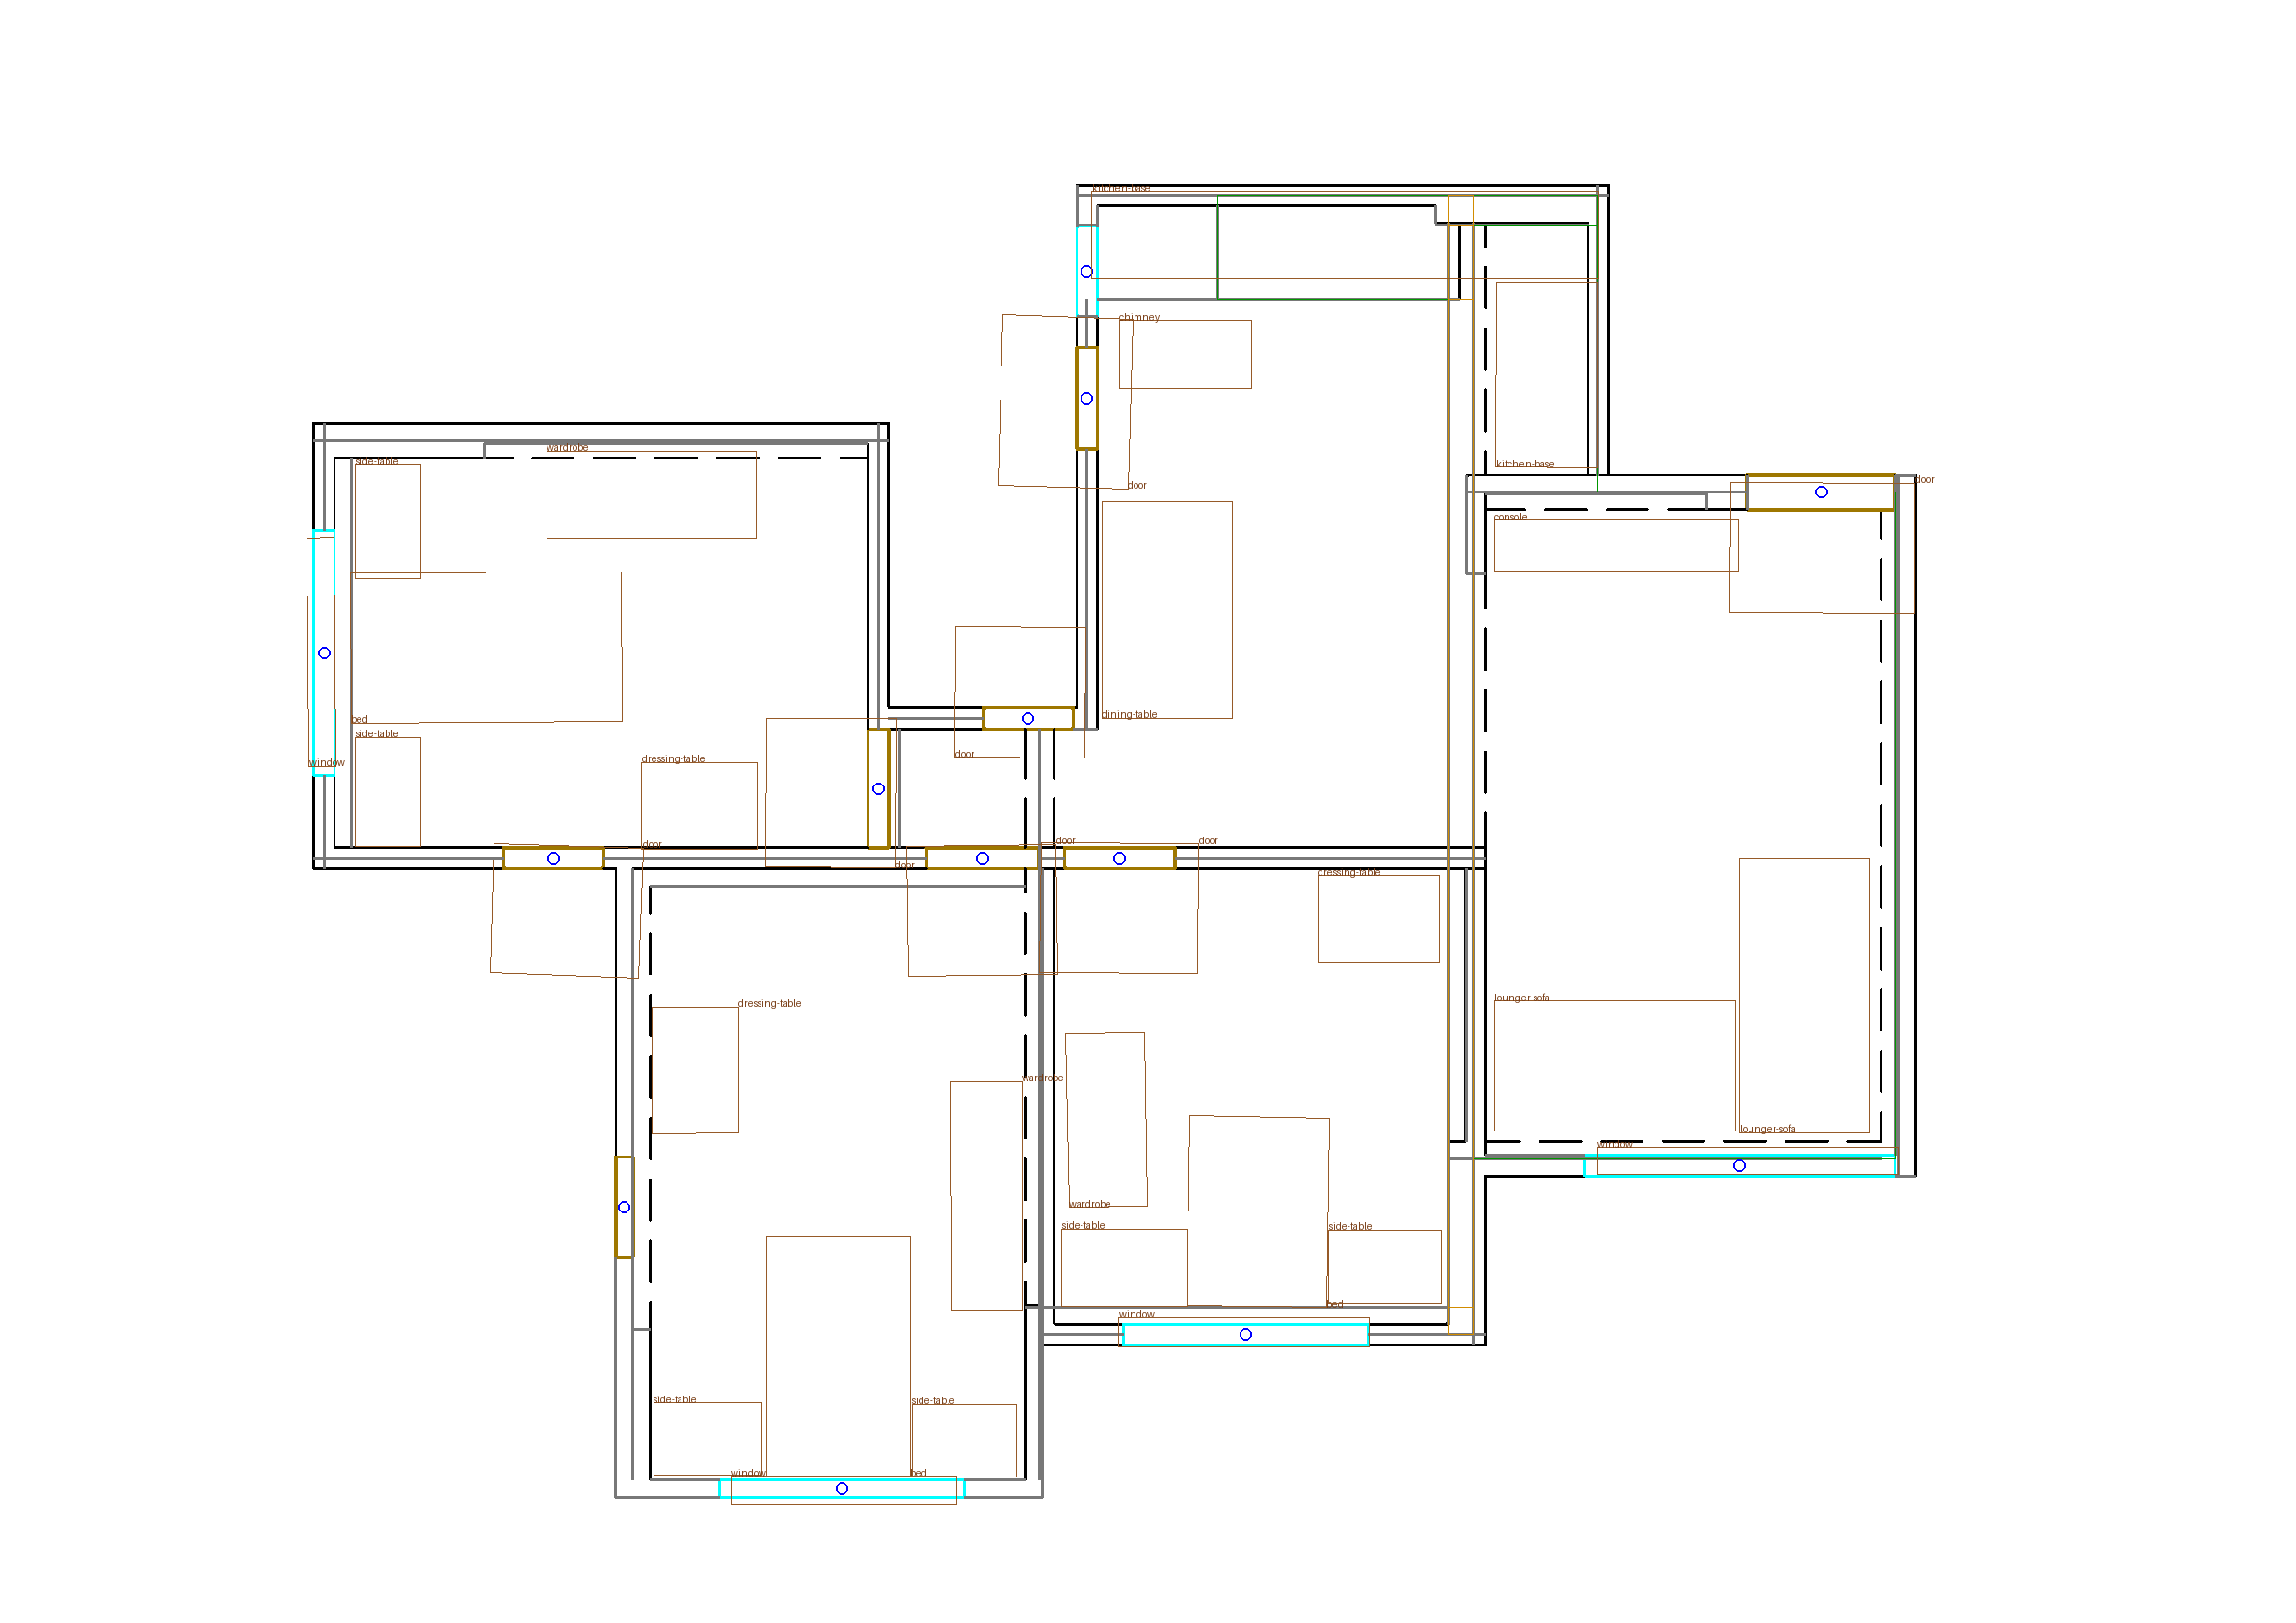 kitchen-base
chimney
wardrobe
side-table
kitchen-base
door
door
console
dining-table
bed
side-table
door
window
dressing-table
door
door
door
door
dressing-table
lounger-sofa
dressing-table
wardrobe
lounger-sofa
window
wardrobe
side-table
side-table
bed
window
side-table
side-table
window
bed